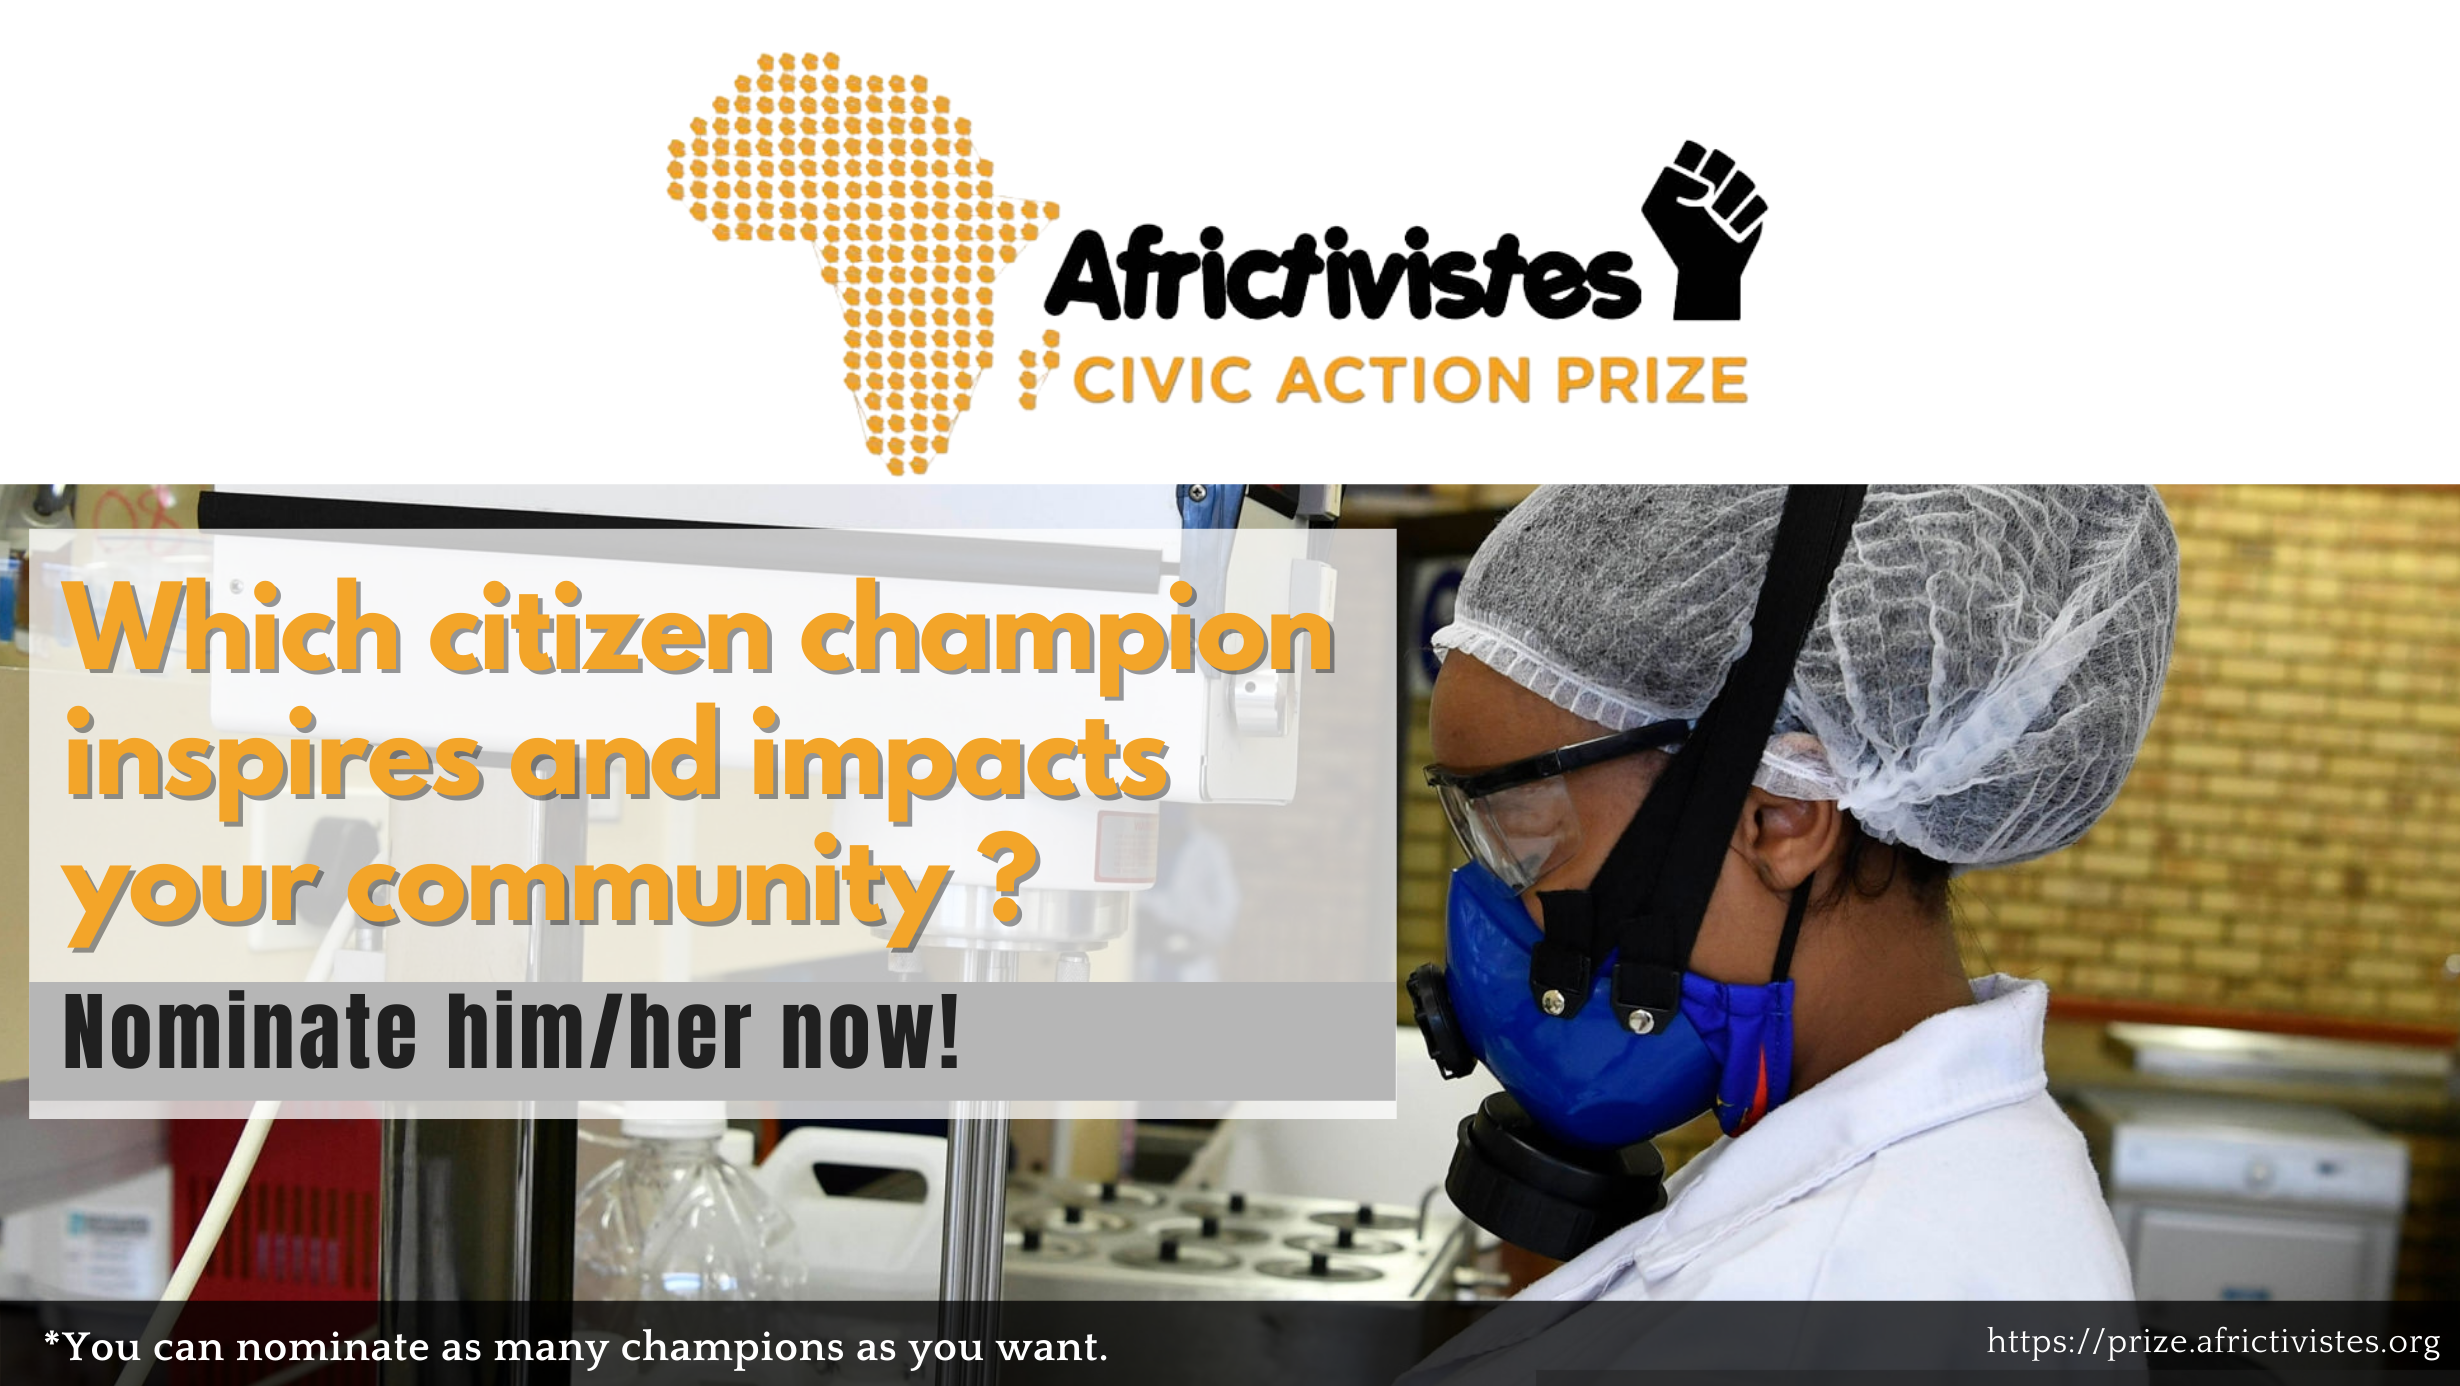 Africtivistes
CIVIC ACTION PRIZE
08
Which citizen champion
inspires and impacts
your community ?
Nominate him/her now!
*You can nominate as many champions as you want.
https://prize.africtivistes.org